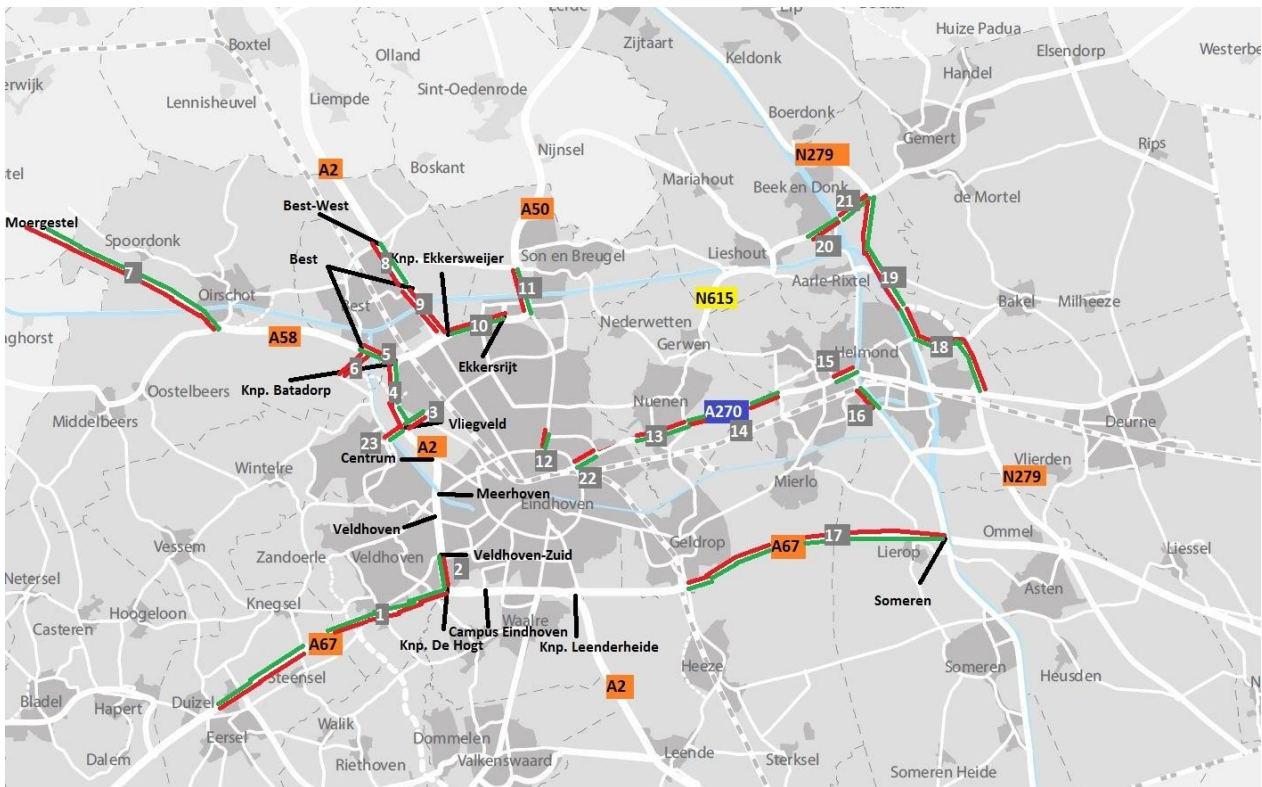 Boxtel
Olland
Zijtaart
Keldonk
Huize Padua
Elsendorp
Westerbe
erwijk
Lennisheuvel
Liempde
Sint-Oedenrode
Handel
Boerdonk
Gemert
Nijnsel
A2
Boskant
N279
Rips
stel
Mariahout
Beek en Donk
de Mortel
Best-West
A50
21
Moergestel
Spoordonk
Best
Knp. Ekkersweijer
Son en Breugel
Lieshout
20
8
7
11
Aarle-Rixtel
19
Oirschot
Best
9
N615
Bakel
Milheeze
10
Nederwetten
Gerwen
nghorst
A58
Ekkersrijt
5
6
Helmond
18
15
Oostelbeers
Knp. Batadorp
4
Nuenen
A270
16
Middelbeers
3
Vliegveld
13
14
Deurne
23
A2
12
Centrum
22
Vlierden
Wintelre
N279
Mierlo
Meerhoven
Eindhoven
Veldhoven
Vessem
Zandoerle
Veldhoven
Veldhoven-Zuid
Geldrop
A67
17
Lierop
Ommel
Liessel
Netersel
2
Someren
Asten
Hoogeloon
Knegsel
1
Waalre
Casteren
Knp. De Hogt
Campus Eindhoven
Knp. Leenderheide
A67
Steensel
Heeze
Someren
Heusden
A2
Bladel
Hapert
Duizel
Eersel
Walik
Dommelen
Leende
Sterksel
Dalem
Riethoven
Valkenswaard
Someren Heide